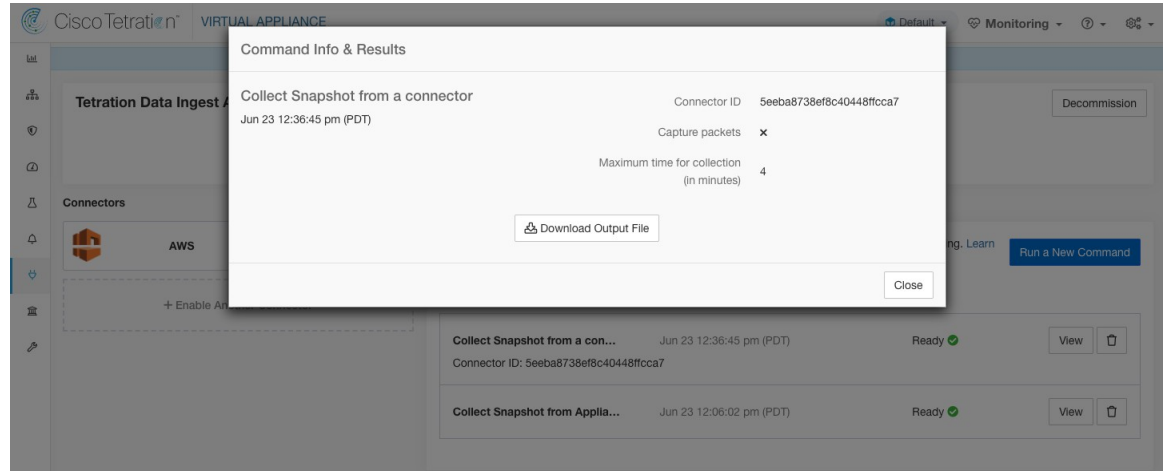 Cisco Tetration™ VIRTUAL APPLIANCE
Default
Monitoring
Command Info & Results
Collect Snapshot from a connector
Jun 23 12:36:45 pm (PDT)
Connector ID 5eeba8738ef8c40448ffcca7
Capture packets ×
Maximum time for collection
(in minutes)
4
Download Output File
Close
Tetration Data Ingest
Decommission
Connectors
AWS
+ Enable
ng. Learn
Run a New Command
Collect Snapshot from a con... Jun 23 12:36:45 pm (PDT) Ready View
Connector ID: 5eeba8738ef8c40448ffcca7
Collect Snapshot from Applia... Jun 23 12:06:02 pm (PDT) Ready View